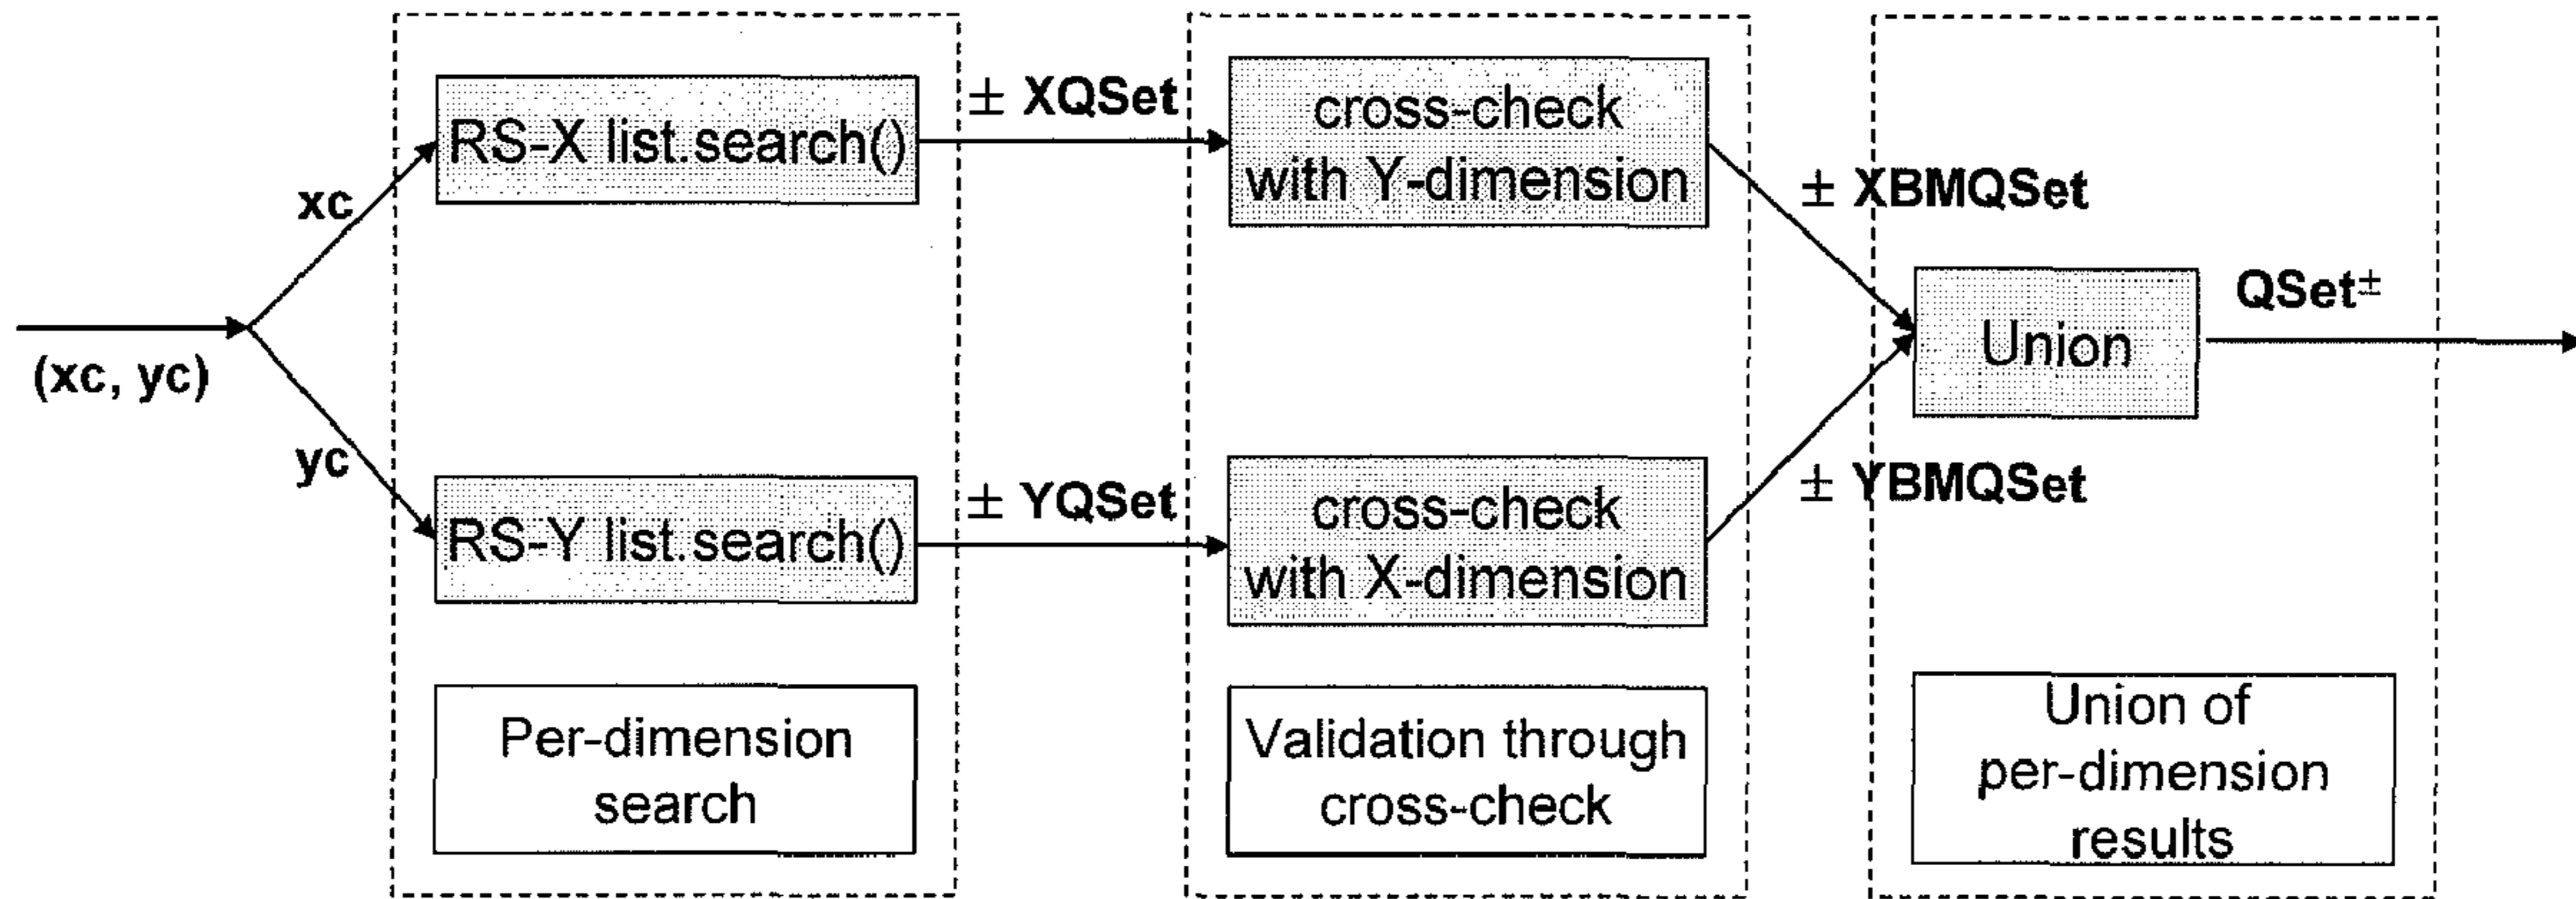 (xc, yc)
xc
yc
RS-X list.search()
RS-Y list.search()
Per-dimension
search
± XQSet
± YQSet
cross-check
with Y-dimension
cross-check
with X-dimension
Validation through
cross-check
± XBMQSet
± YBMQSet
Union
QSet±
Union of
per-dimension
results